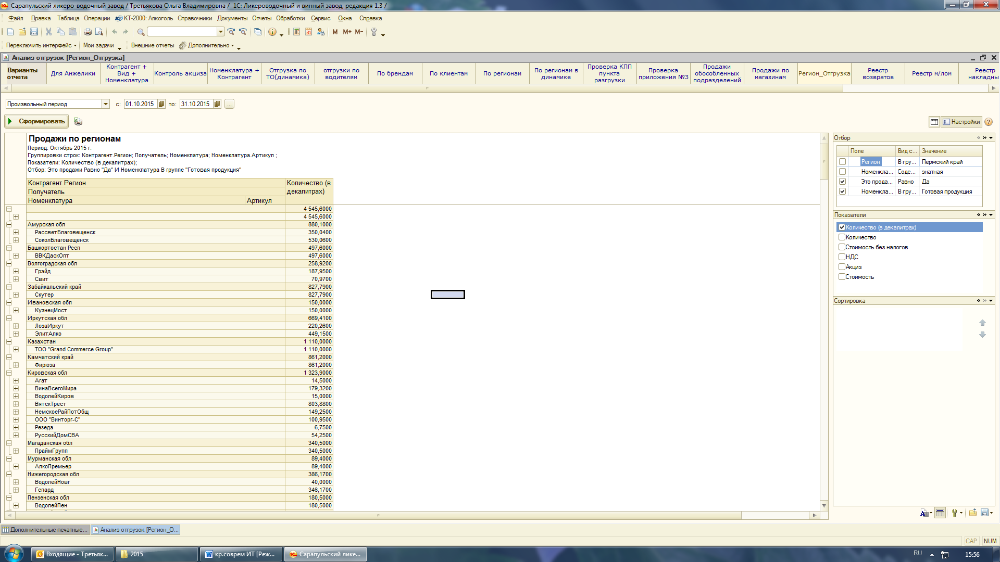 Сарапульский ликеро-водочный завод / Третьякова Ольга Владимировна / 1С: Ликероводочный и винный завод, редакция 1.3 /
Файл Правка Таблица Операции КТ-2000: Алкоголь Справочники Документы Отчеты Обработки Сервис Окна Справка
M M+ M-
Переключить интерфейс Мои задачи Внешние отчеты Дополнительно
Анализ отгрузок [Регион_Отгрузка]
Варианты отчета
Для Анжелики
Контрагент + Вид + Номенклатура
Контроль акциза
Номенклатура + Контрагент
Отгрузка по ТО(динамика)
отгрузки по водителям
По брендам
По клиентам
По регионам
По регионам в динамике
Проверка КПП пункта разгрузки
Проверка приложения №3
Продажи обособленных подразделений
Продажи по магазинам
Регион_Отгрузка
Реестр возвратов
Реестр м/лом
Реестр накладны
Произвольный период с: 01.10.2015 по: 31.10.2015 ...
Сформировать
Настройки ?
Продажи по регионам
Период: Октябрь 2015 г.
Группировки строк: Контрагент.Регион; Получатель; Номенклатура; Номенклатура.Артикул ;
Показатели: Количество (в декалитрах);
Отбор: Это продажи Равно "Да" И Номенклатура В группе "Готовая продукция"
Контрагент.Регион Количество (в декалитрах)
Получатель
Номенклатура Артикул
4 545,6000
4 545,6000
Амурская обл 880,1000
РассветБлаговещенск 350,0400
СоколБлаговещенск 530,0600
Башкортостан Респ 497,6000
ВВКДаскОпт 497,6000
Волгоградская обл 258,9200
Грэйд 187,9500
Свит 70,9700
Забайкальский край 827,7900
Скутер 827,7900
Ивановская обл 150,0000
КузнецМост 150,0000
Иркутская обл 669,4100
ЛозаИркут 220,2600
ЭлитАлко 449,1500
Казахстан 1 110,0000
ТОО "Grand Commerce Group" 1 110,0000
Камчатский край 861,2000
Фирюза 861,2000
Кировская обл 1 323,9000
Агат 14,5000
ВинаВсегоМира 179,3200
ВодолейКиров 15,0000
ВятскТрест 803,8800
НемскоеРайПотОбщ 149,2500
ООО "Винторг-С" 100,9500
Резеда 6,7500
РусскийДомСВА 54,2500
Магаданская обл 340,5000
ПраймГрупп 340,5000
Мурманская обл 89,4000
АлкоПремьер 89,4000
Нижегородская обл 386,1700
ВодолейНовг 40,0000
Гепард 346,1700
Пензенская обл 180,5000
ВодолейПен 180,5000
Отбор
Поле Вид с... Значение
Регион В гру... Пермский край
Номенкла... Соде... знатная
Это прода... Равно Да
Номенкла... В гру... Готовая продукция
Показатели
Количество (в декалитрах)
Количество
Стоимость без налогов
НДС
Акциз
Стоимость
Сортировка
Дополнительные печатные... Анализ отгрузок [Регион_О...
CAP NUM
Входящие - Третьяк... 2015 кр.соврем ИТ [Реж... Сарапульский ликe... RU 15:56